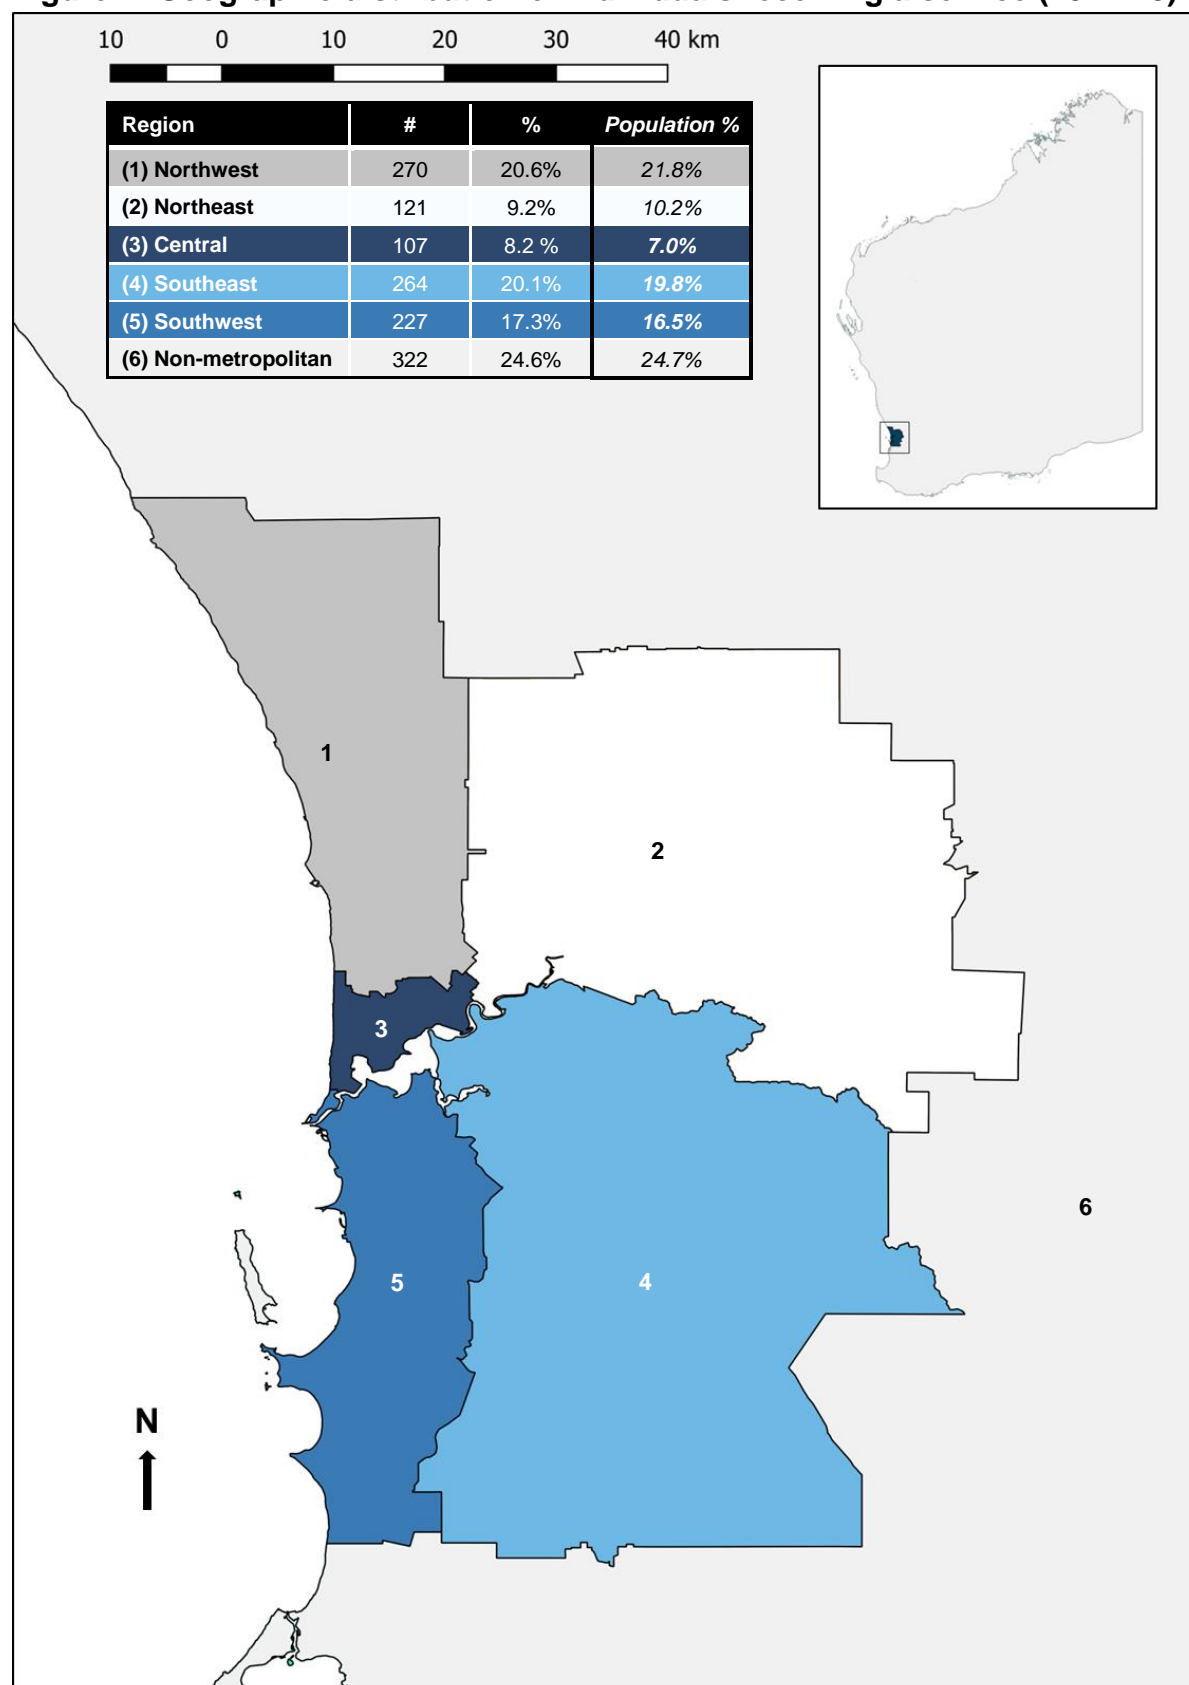 10 0 10 20 30 40 km
Region # % Population %
(1) Northwest 270 20.6% 21.8%
(2) Northeast 121 9.2% 10.2%
(3) Central 107 8.2 % 7.0%
(4) Southeast 264 20.1% 19.8%
(5) Southwest 227 17.3% 16.5%
(6) Non-metropolitan 322 24.6% 24.7%
1
2
3
6
5
4
N